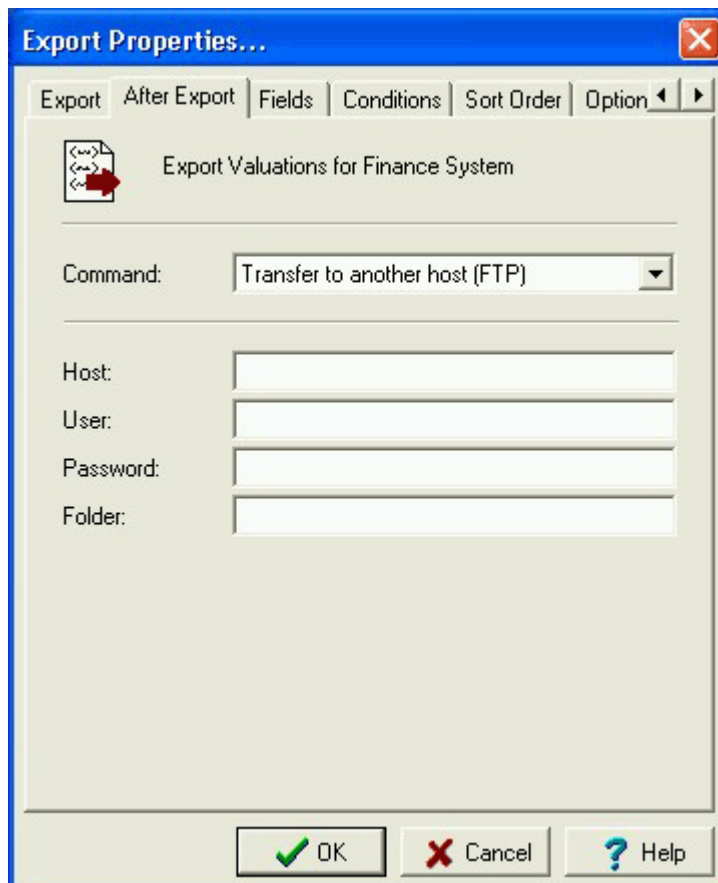 Export Properties...
Export After Export Fields Conditions Sort Order Option
Export Valuations for Finance System
Command: Transfer to another host (FTP)
Host:
User:
Password:
Folder:
OK Cancel Help